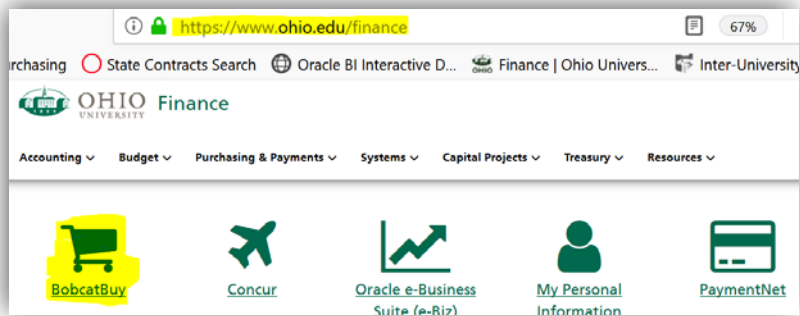 https://www.ohio.edu/finance 67%
rchasing State Contracts Search Oracle BI Interactive D... Finance | Ohio Univers... Inter-University
OHIO UNIVERSITY Finance
Accounting Budget Purchasing & Payments Systems Capital Projects Treasury Resources
BobcatBuy Concur Oracle e-Business Suite (e-Biz) My Personal Information PaymentNet